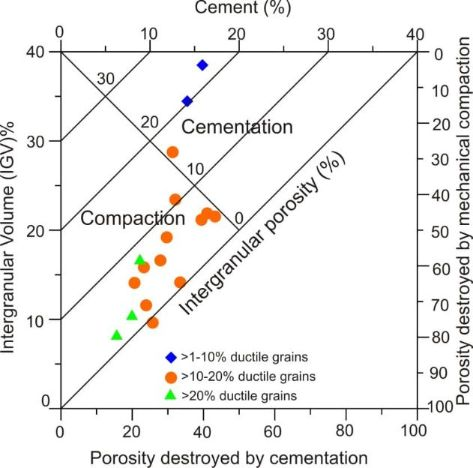 Cement (%)
0 10 20 30 40
40
30
20
10
0
Intergranular Volume (IGV)%
0
10
20
30
40
50
60
70
80
90
100
Porosity destroyed by mechanical compaction
30
20
10
0
Cementation
Compaction
Intergranular porosity (%)
>1-10% ductile grains
>10-20% ductile grains
>20% ductile grains
0 20 40 60 80 100
Porosity destroyed by cementation